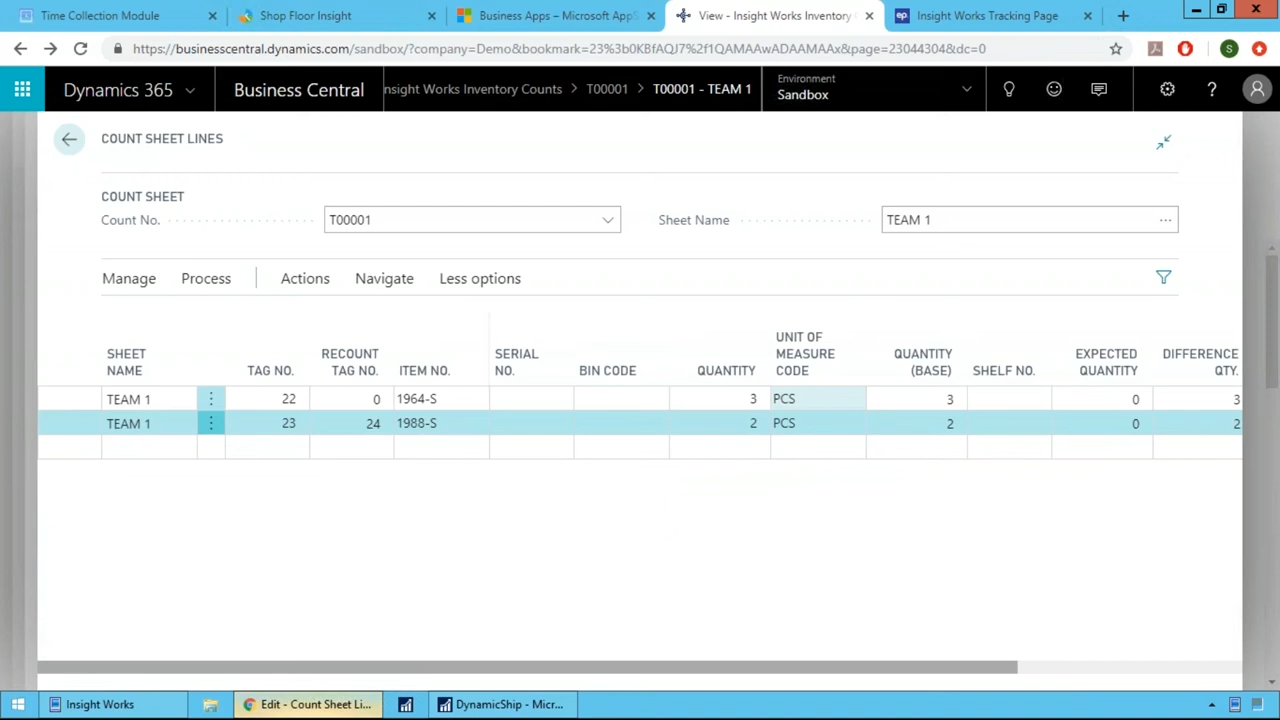 Time Collection Module
Shop Floor Insight
Business Apps – Microsoft AppS
View - Insight Works Inventory
Insight Works Tracking Page
https://businesscentral.dynamics.com/sandbox/?company=Demo&bookmark=23%3b0KBfAQJ7%2f1QAMAAwADAAMAAx&page=23044304&dc=0
S
Dynamics 365
Business Central
nsight Works Inventory Counts > T00001 > T00001 - TEAM 1
Environment
Sandbox
COUNT SHEET LINES
COUNT SHEET
Count No. T00001
Sheet Name TEAM 1
Manage Process Actions Navigate Less options
SHEET NAME TAG NO. RECOUNT TAG NO. ITEM NO. SERIAL NO. BIN CODE QUANTITY UNIT OF MEASURE CODE QUANTITY (BASE) SHELF NO. EXPECTED QUANTITY DIFFERENCE QTY.
TEAM 1 22 0 1964-S 3 PCS 3 0 3
TEAM 1 23 24 1988-S 2 PCS 2 0 2
Insight Works
Edit - Count Sheet Li...
DynamicShip - Micr...